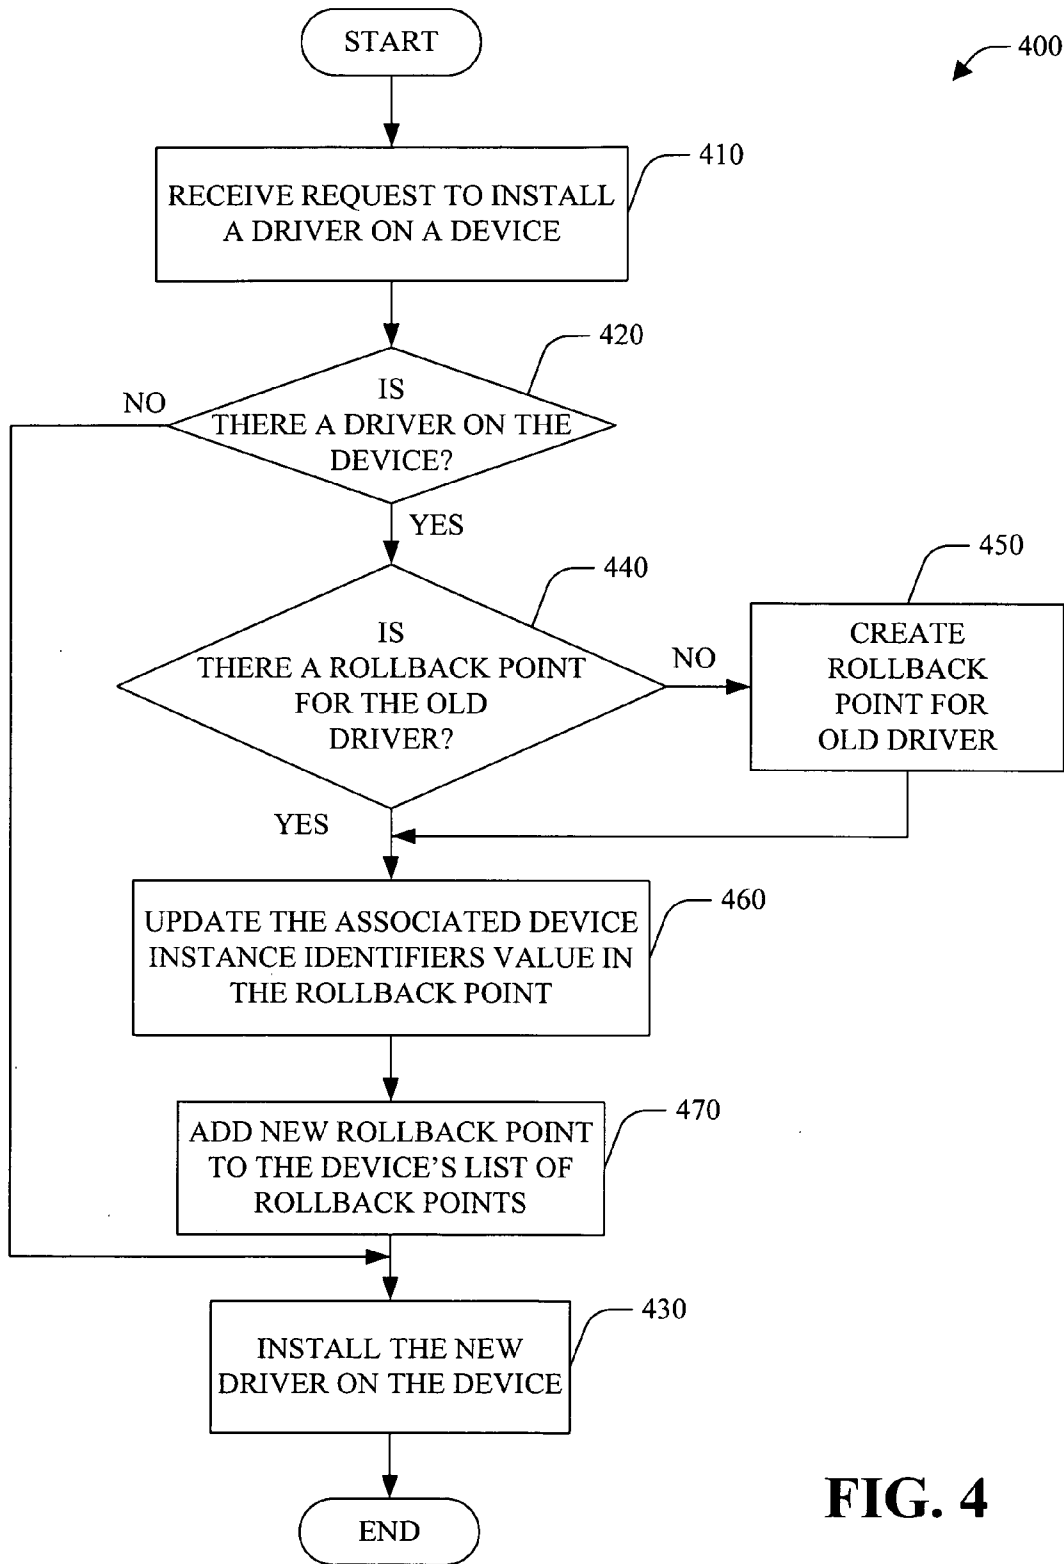 START
400
410
RECEIVE REQUEST TO INSTALL
A DRIVER ON A DEVICE
420
NO
IS
THERE A DRIVER ON THE
DEVICE?
YES
440
450
IS
THERE A ROLLBACK POINT
FOR THE OLD
DRIVER?
NO
CREATE
ROLLBACK
POINT FOR
OLD DRIVER
YES
460
UPDATE THE ASSOCIATED DEVICE
INSTANCE IDENTIFIERS VALUE IN
THE ROLLBACK POINT
470
ADD NEW ROLLBACK POINT
TO THE DEVICE'S LIST OF
ROLLBACK POINTS
430
INSTALL THE NEW
DRIVER ON THE DEVICE
END
FIG. 4